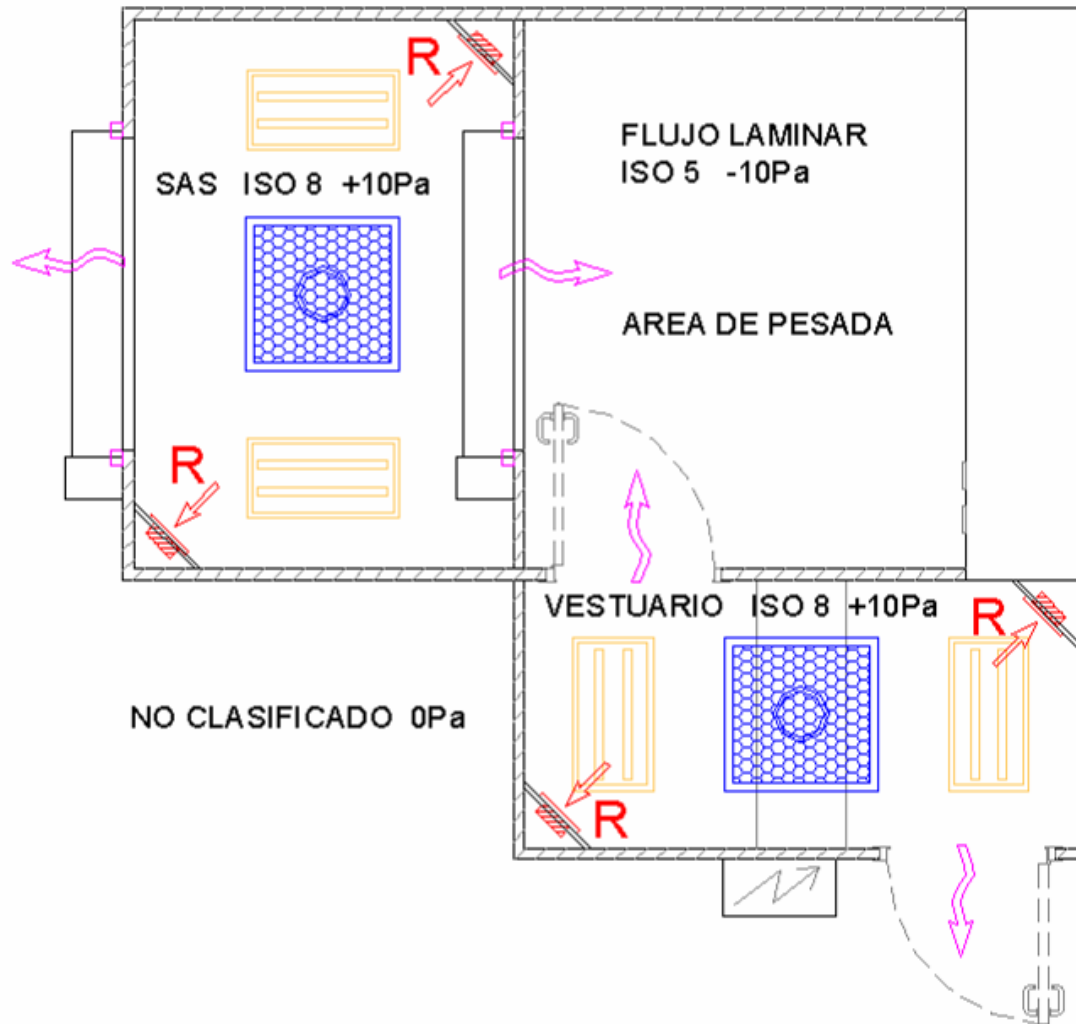 R
FLUJO LAMINAR
ISO 5 -10Pa
SAS ISO 8 +10Pa
AREA DE PESADA
R
VESTUARIO ISO 8 +10Pa
R
NO CLASIFICADO 0Pa
R